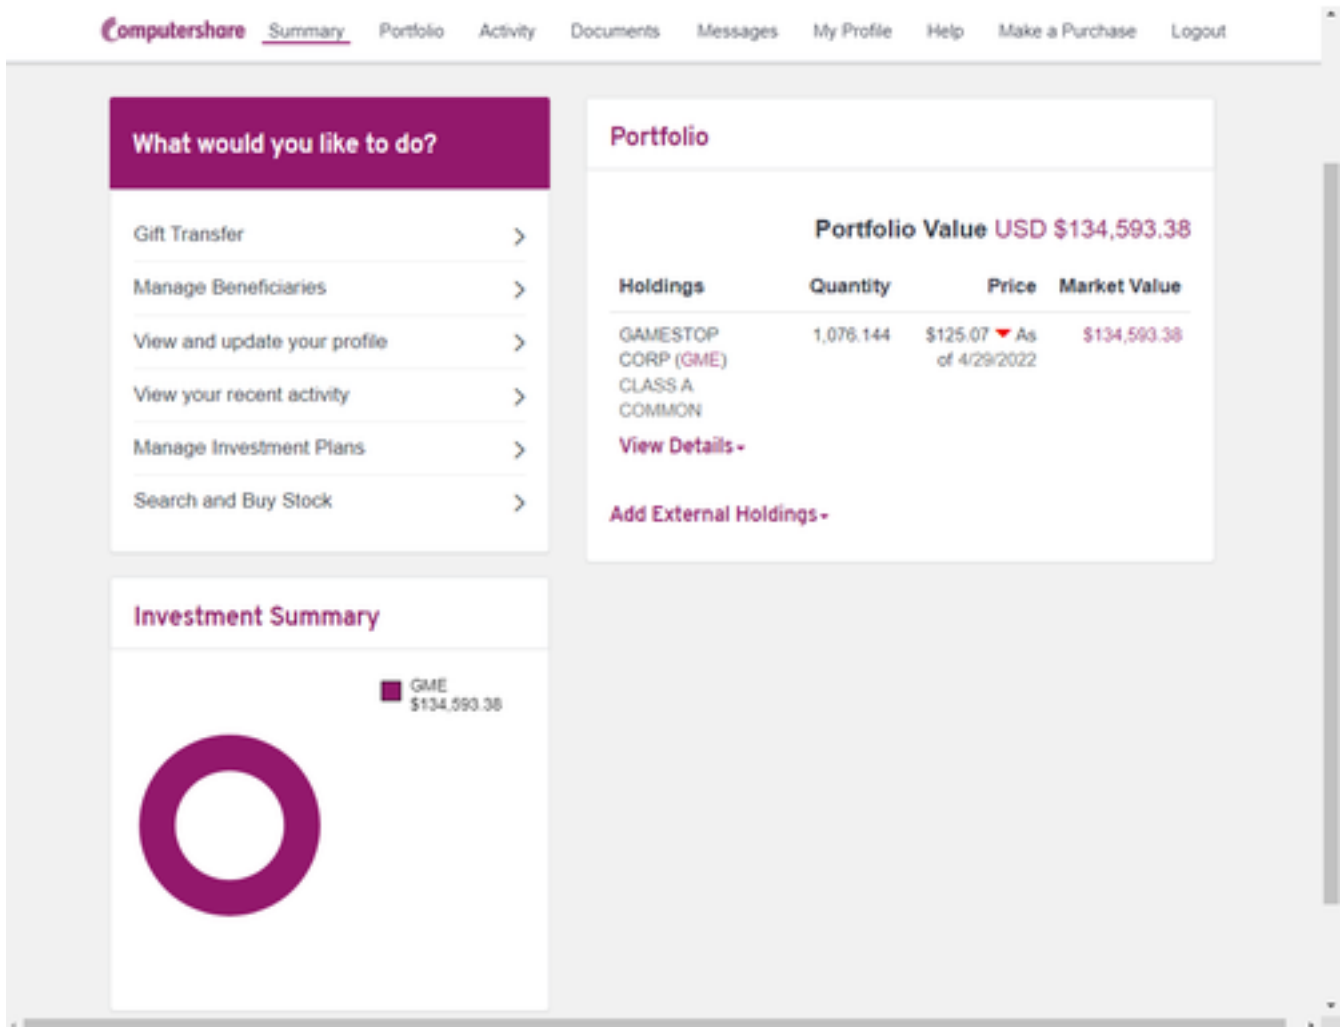 Computershare Summary Portfolio Activity Documents Messages My Profile Help Make a Purchase Logout
What would you like to do?
Gift Transfer
Manage Beneficiaries
View and update your profile
View your recent activity
Manage Investment Plans
Search and Buy Stock
Portfolio
Portfolio Value USD $134,593.38
Holdings Quantity Price Market Value
GAMESTOP 1,076.144 $125.07 As $134,593.38
CORP (GME) of 4/29/2022
CLASS A
COMMON
View Details
Add External Holdings
Investment Summary
GME
$134,593.38